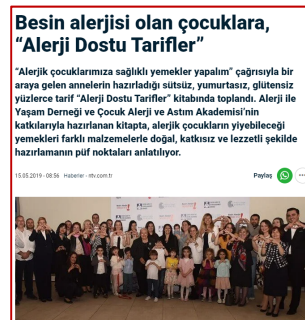 Besin alerjisi olan çocuklara,
“Alerji Dostu Tarifler”
“Alerjik çocuklarımıza sağlıklı yemekler yapalım” çağrısıyla bir
araya gelen annelerin hazırladığı sütsüz, yumurtasız, glütensiz
yüzlerce tarif “Alerji Dostu Tarifler” kitabında toplandı. Alerji ile
Yaşam Derneği ve Çocuk Alerji ve Astım Akademisi’nin
katkılarıyla hazırlanan kitapta, alerjik çocukların yiyebileceği
yemekleri farklı malzemelerle doğal, katkısız ve lezzetli şekilde
hazırlamanın püf noktaları anlatılıyor.
15.05.2019 - 08:56 Haberler - ntv.com.tr
Paylaş